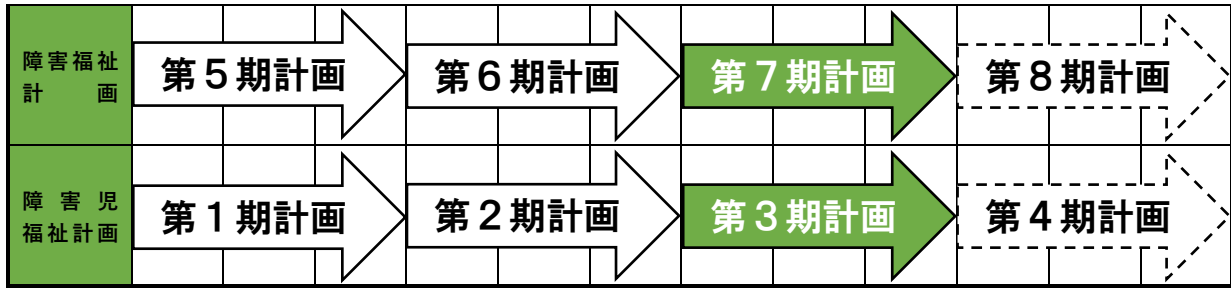 障害福祉
計画
第５期計画
第６期計画
第７期計画
第８期計画
障害児
福祉計画
第１期計画
第２期計画
第３期計画
第４期計画